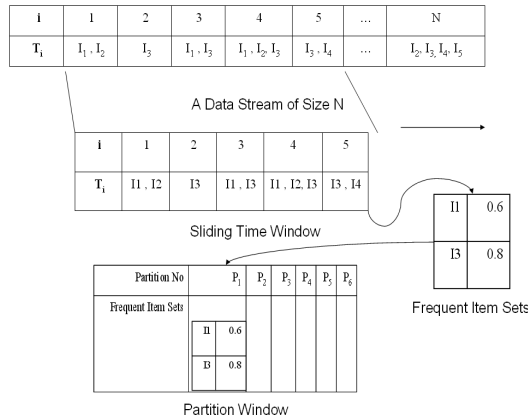 i 1 2 3 4 5 ... N
Tᵢ I₁ , I₂ I₃ I₁ , I₃ I₁ , I₂, I₃ I₃ , I₄ ... I₂, I₃, I₄, I₅
A Data Stream of Size N
i 1 2 3 4 5
Tᵢ I1 , I2 I3 I1 , I3 I1 , I2, I3 I3 , I4
Sliding Time Window
I1 0.6
I3 0.8
Frequent Item Sets
Partition No P₁ P₂ P₃ P₄ P₅ P₆
Frequent Item Sets
I1 0.6
I3 0.8
Partition Window